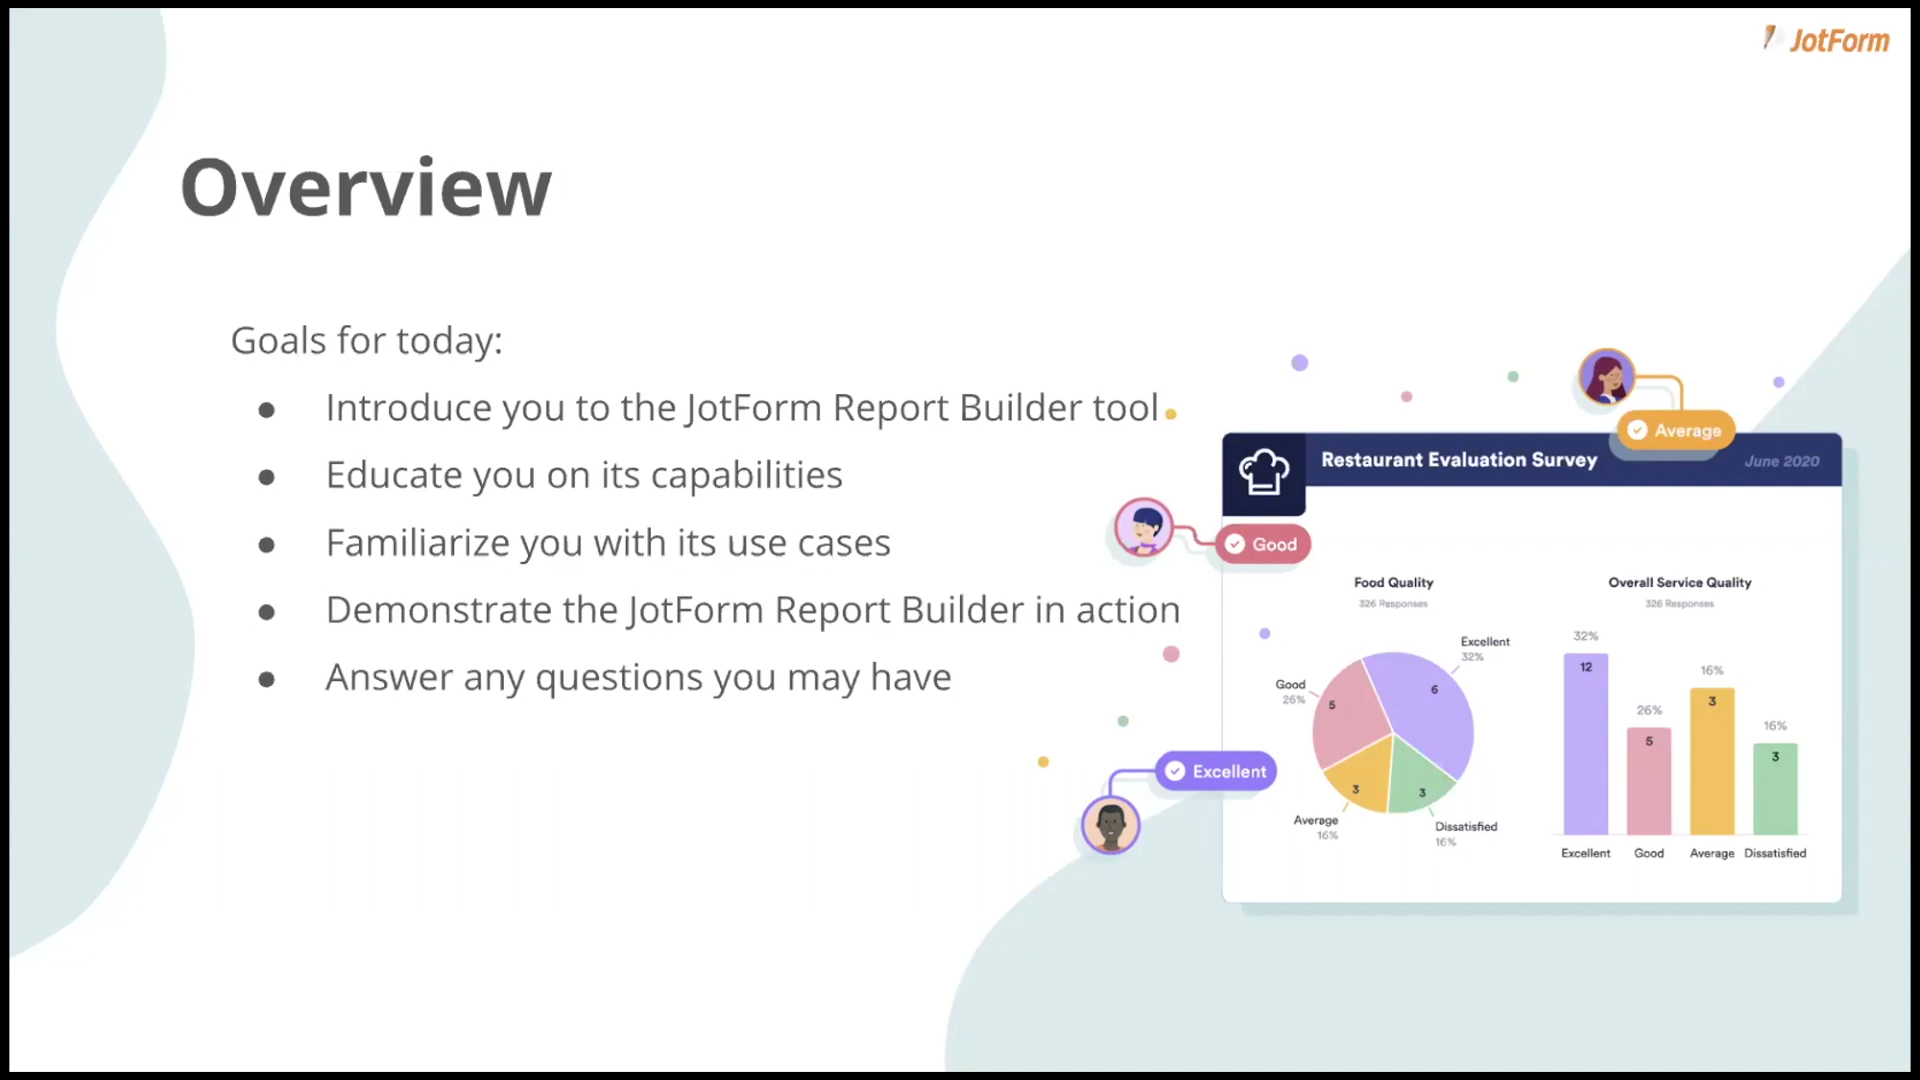 JotForm
Overview
Goals for today:
● Introduce you to the JotForm Report Builder tool
● Educate you on its capabilities
● Familiarize you with its use cases
● Demonstrate the JotForm Report Builder in action
● Answer any questions you may have
Average
Restaurant Evaluation Survey
June 2020
Good
Excellent
Food Quality
326 Responses
Excellent
32%
6
Good
26%
5
3
3
Average
16%
Dissatisfied
16%
Overall Service Quality
326 Responses
32%
12
26%
5
16%
3
16%
3
Excellent Good Average Dissatisfied